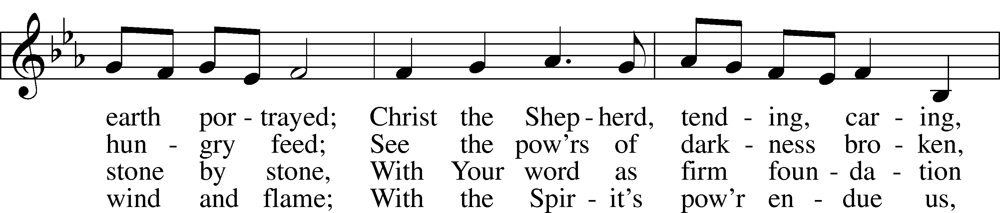 earth por - trayed; Christ the Shep - herd, tend - ing, car - ing,
hun - gry feed; See the pow'rs of dark - ness bro - ken,
stone by stone, With Your word as firm foun - da - tion
wind and flame; With the Spir - it's pow'r en - due us,